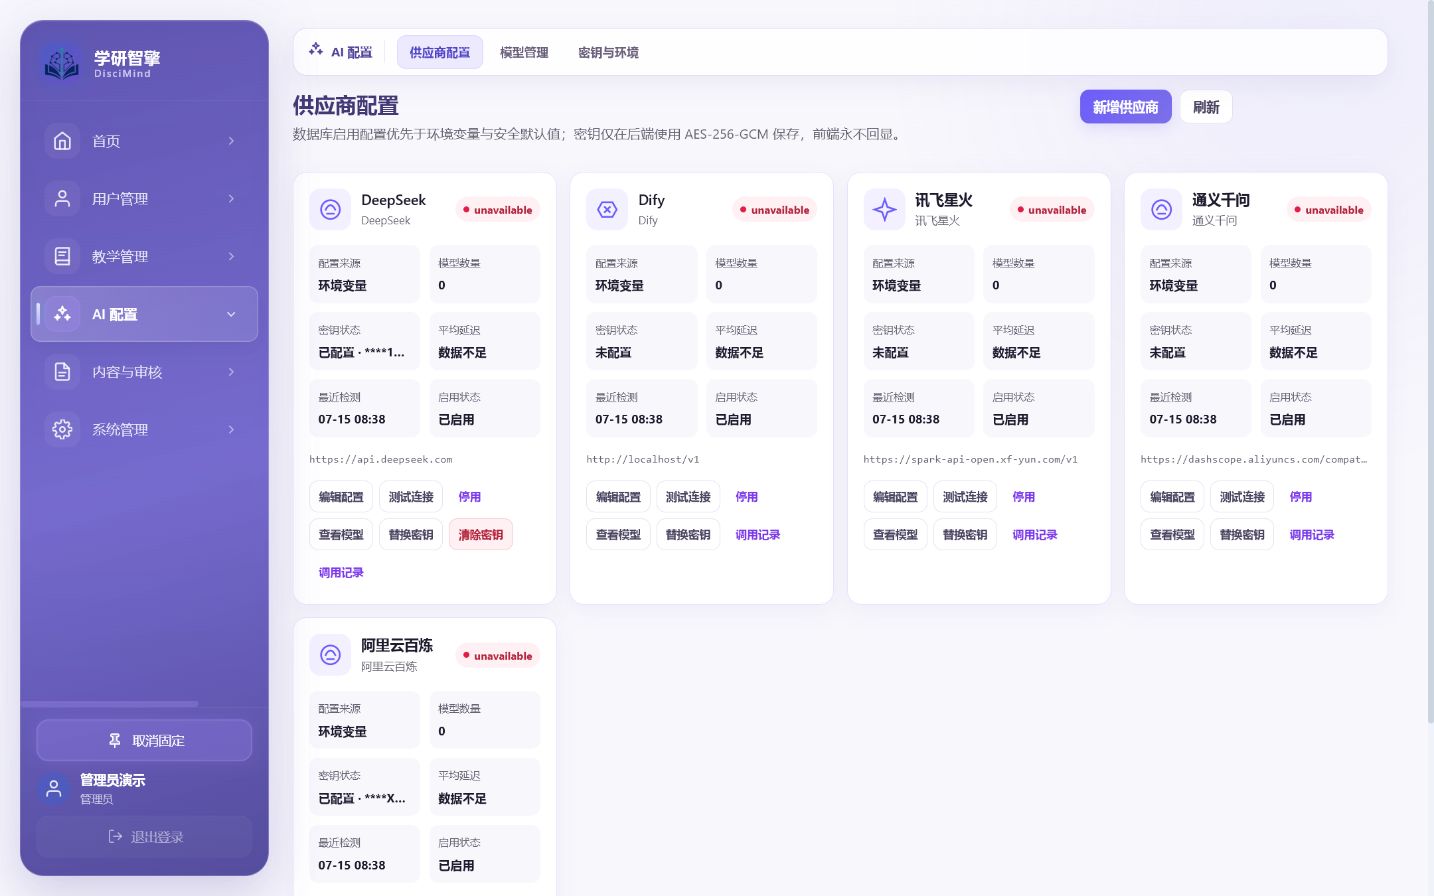 学研智擎
DisciMind
首页
用户管理
教学管理
AI 配置
内容与审核
系统管理
取消固定
管理员演示
管理员
退出登录
AI 配置 供应商配置 模型管理 密钥与环境
供应商配置
数据库启用配置优先于环境变量与安全默认值；密钥仅在后端使用 AES-256-GCM 保存，前端永不回显。
新增供应商 刷新
DeepSeek
DeepSeek
unavailable
配置来源 模型数量
环境变量 0
密钥状态 平均延迟
已配置 · ****1... 数据不足
最近检测 启用状态
07-15 08:38 已启用
https://api.deepseek.com
编辑配置 测试连接 停用
查看模型 替换密钥 清除密钥
调用记录
Dify
Dify
unavailable
配置来源 模型数量
环境变量 0
密钥状态 平均延迟
未配置 数据不足
最近检测 启用状态
07-15 08:38 已启用
http://localhost/v1
编辑配置 测试连接 停用
查看模型 替换密钥 调用记录
讯飞星火
讯飞星火
unavailable
配置来源 模型数量
环境变量 0
密钥状态 平均延迟
未配置 数据不足
最近检测 启用状态
07-15 08:38 已启用
https://spark-api-open.xf-yun.com/v1
编辑配置 测试连接 停用
查看模型 替换密钥 调用记录
通义千问
通义千问
unavailable
配置来源 模型数量
环境变量 0
密钥状态 平均延迟
未配置 数据不足
最近检测 启用状态
07-15 08:38 已启用
https://dashscope.aliyuncs.com/compat…
编辑配置 测试连接 停用
查看模型 替换密钥 调用记录
阿里云百炼
阿里云百炼
unavailable
配置来源 模型数量
环境变量 0
密钥状态 平均延迟
已配置 · ****X... 数据不足
最近检测 启用状态
07-15 08:38 已启用